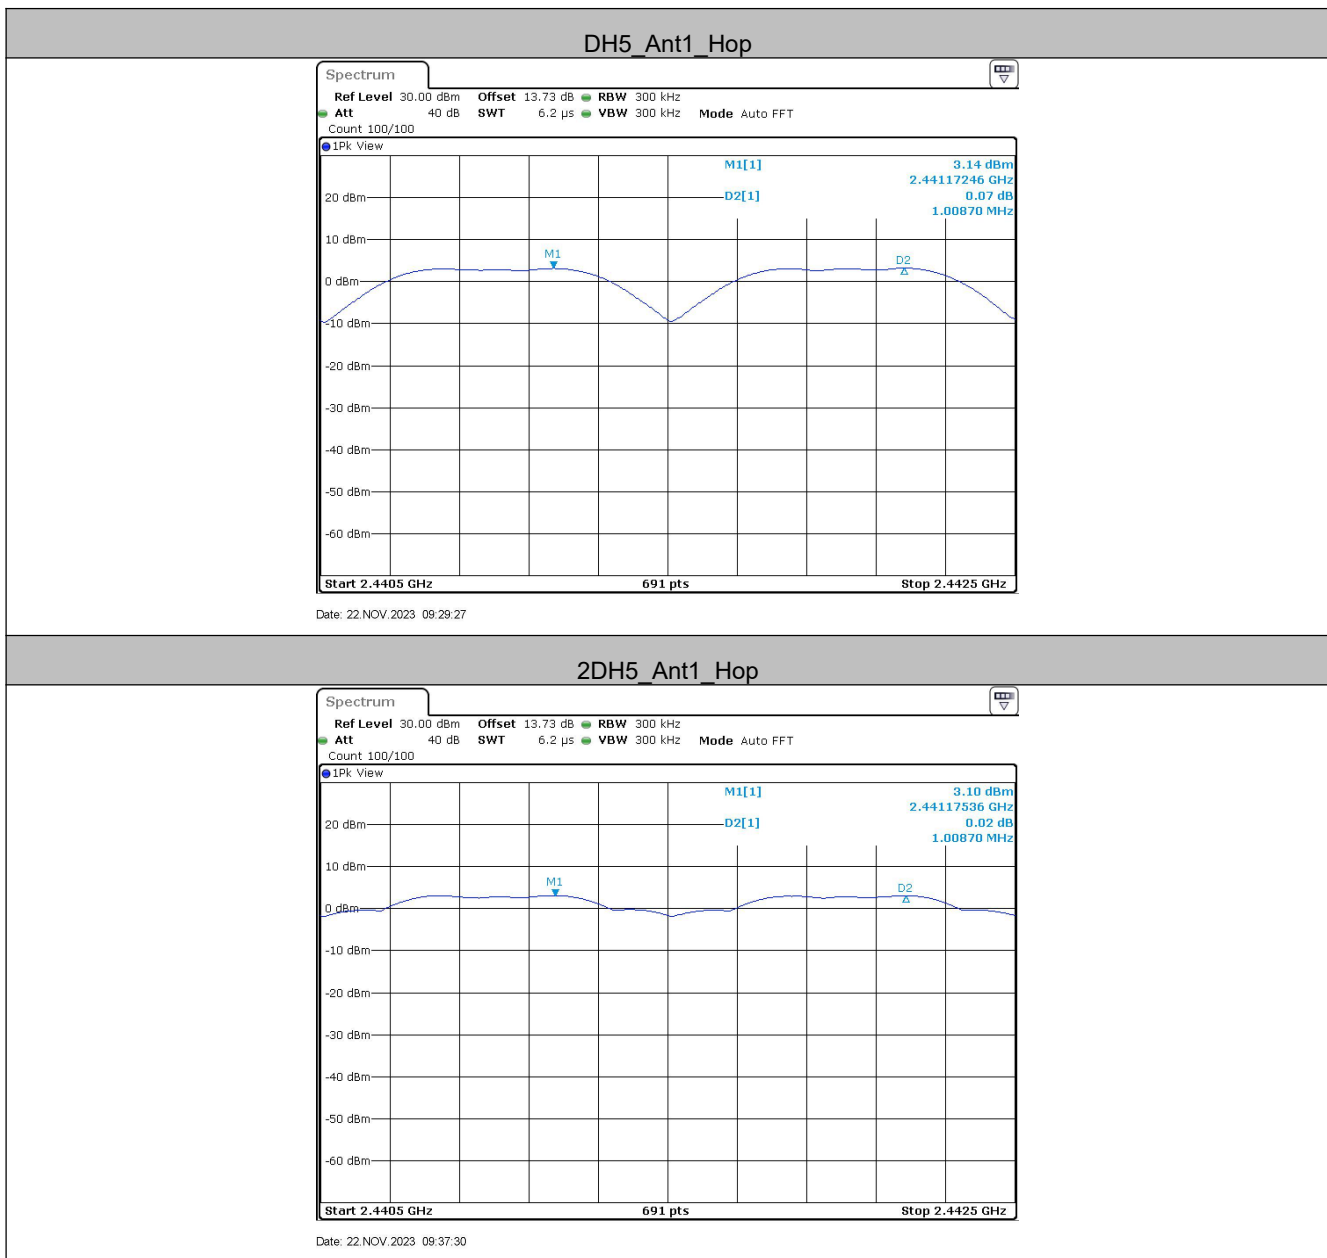 DH5_Ant1_Hop
Spectrum
Ref Level 30.00 dBm Offset 13.73 dB RBW 300 kHz
Att 40 dB SWT 6.2 µs VBW 300 kHz Mode Auto FFT
Count 100/100
1Pk View
M1[1] 3.14 dBm
2.44117246 GHz
20 dBm D2[1] 0.07 dB
1.00870 MHz
10 dBm
M1
D2
0 dBm
-10 dBm
-20 dBm
-30 dBm
-40 dBm
-50 dBm
-60 dBm
Start 2.4405 GHz 691 pts Stop 2.4425 GHz
Date: 22.NOV.2023 09:29:27
2DH5_Ant1_Hop
Spectrum
Ref Level 30.00 dBm Offset 13.73 dB RBW 300 kHz
Att 40 dB SWT 6.2 µs VBW 300 kHz Mode Auto FFT
Count 100/100
1Pk View
M1[1] 3.10 dBm
2.44117536 GHz
20 dBm D2[1] 0.02 dB
1.00870 MHz
10 dBm
M1
D2
0 dBm
-10 dBm
-20 dBm
-30 dBm
-40 dBm
-50 dBm
-60 dBm
Start 2.4405 GHz 691 pts Stop 2.4425 GHz
Date: 22.NOV.2023 09:37:30